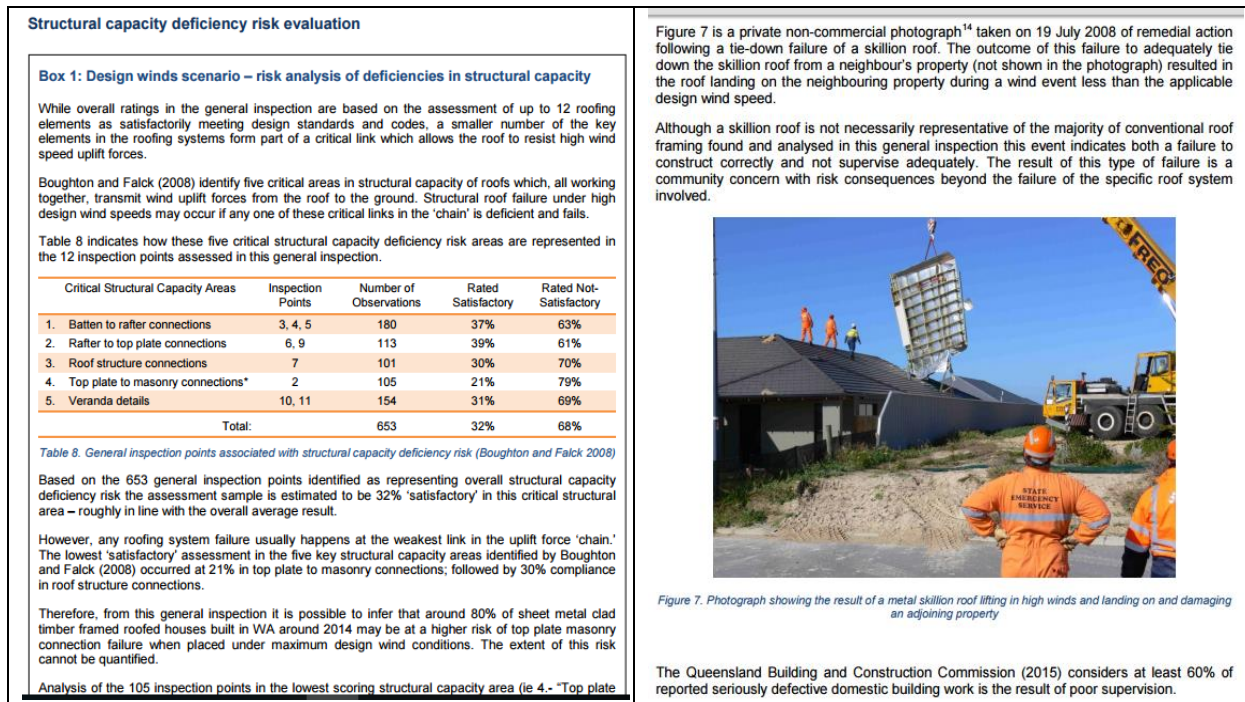 Structural capacity deficiency risk evaluation
Box 1: Design winds scenario – risk analysis of deficiencies in structural capacity
While overall ratings in the general inspection are based on the assessment of up to 12 roofing
elements as satisfactorily meeting design standards and codes, a smaller number of the key
elements in the roofing systems form part of a critical link which allows the roof to resist high wind
speed uplift forces.
Boughton and Falck (2008) identify five critical areas in structural capacity of roofs which, all working
together, transmit wind uplift forces from the roof to the ground. Structural roof failure under high
design wind speeds may occur if any one of these critical links in the 'chain' is deficient and fails.
Table 8 indicates how these five critical structural capacity deficiency risk areas are represented in
the 12 inspection points assessed in this general inspection.
Critical Structural Capacity Areas Inspection Points Number of Observations Rated Satisfactory Rated Not-Satisfactory
1. Batten to rafter connections 3, 4, 5 180 37% 63%
2. Rafter to top plate connections 6, 9 113 39% 61%
3. Roof structure connections 7 101 30% 70%
4. Top plate to masonry connections* 2 105 21% 79%
5. Veranda details 10, 11 154 31% 69%
Total: 653 32% 68%
Table 8. General inspection points associated with structural capacity deficiency risk (Boughton and Falck 2008)
Based on the 653 general inspection points identified as representing overall structural capacity
deficiency risk the assessment sample is estimated to be 32% 'satisfactory' in this critical structural
area – roughly in line with the overall average result.
However, any roofing system failure usually happens at the weakest link in the uplift force 'chain.'
The lowest 'satisfactory' assessment in the five key structural capacity areas identified by Boughton
and Falck (2008) occurred at 21% in top plate to masonry connections; followed by 30% compliance
in roof structure connections.
Therefore, from this general inspection it is possible to infer that around 80% of sheet metal clad
timber framed roofed houses built in WA around 2014 may be at a higher risk of top plate masonry
connection failure when placed under maximum design wind conditions. The extent of this risk
cannot be quantified.
Analysis of the 105 inspection points in the lowest scoring structural capacity area (ie 4.- "Top plate
Figure 7 is a private non-commercial photograph14 taken on 19 July 2008 of remedial action
following a tie-down failure of a skillion roof. The outcome of this failure to adequately tie
down the skillion roof from a neighbour's property (not shown in the photograph) resulted in
the roof landing on the neighbouring property during a wind event less than the applicable
design wind speed.
Although a skillion roof is not necessarily representative of the majority of conventional roof
framing found and analysed in this general inspection this event indicates both a failure to
construct correctly and not supervise adequately. The result of this type of failure is a
community concern with risk consequences beyond the failure of the specific roof system
involved.
FREO
STATE
EMERGENCY
SERVICE
Figure 7. Photograph showing the result of a metal skillion roof lifting in high winds and landing on and damaging
an adjoining property
The Queensland Building and Construction Commission (2015) considers at least 60% of
reported seriously defective domestic building work is the result of poor supervision.